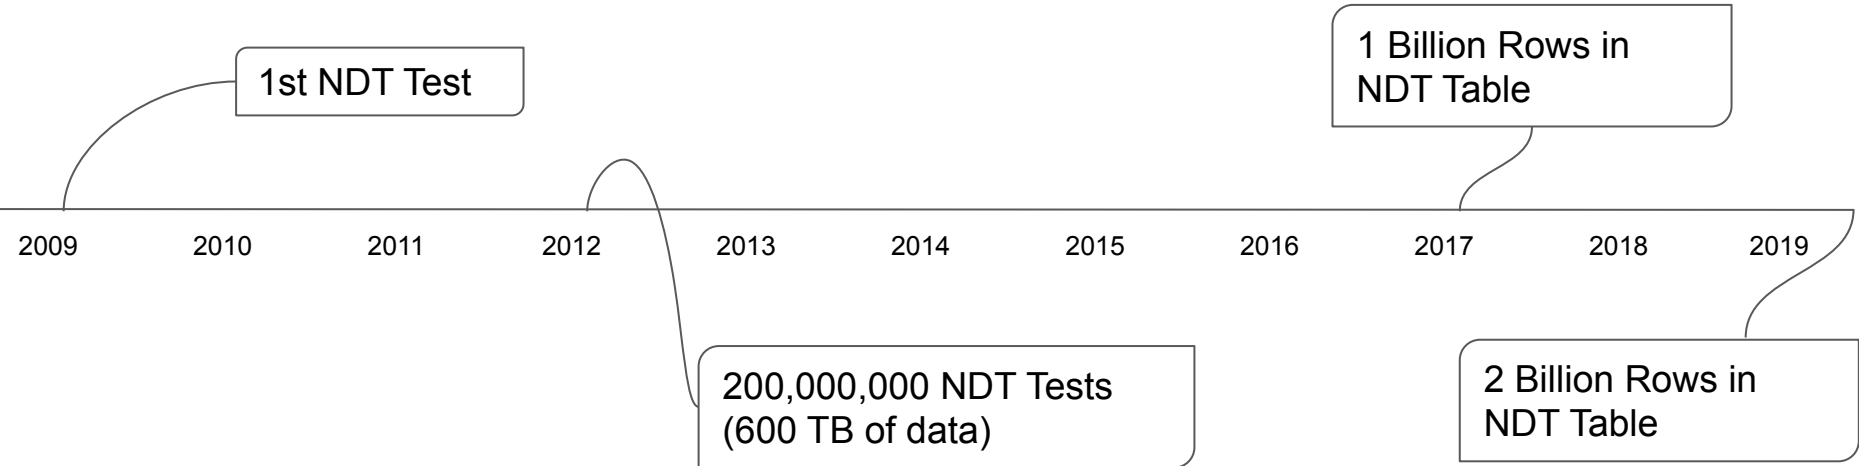 1st NDT Test
1 Billion Rows in
NDT Table
2009 2010 2011 2012 2013 2014 2015 2016 2017 2018 2019
200,000,000 NDT Tests
(600 TB of data)
2 Billion Rows in
NDT Table